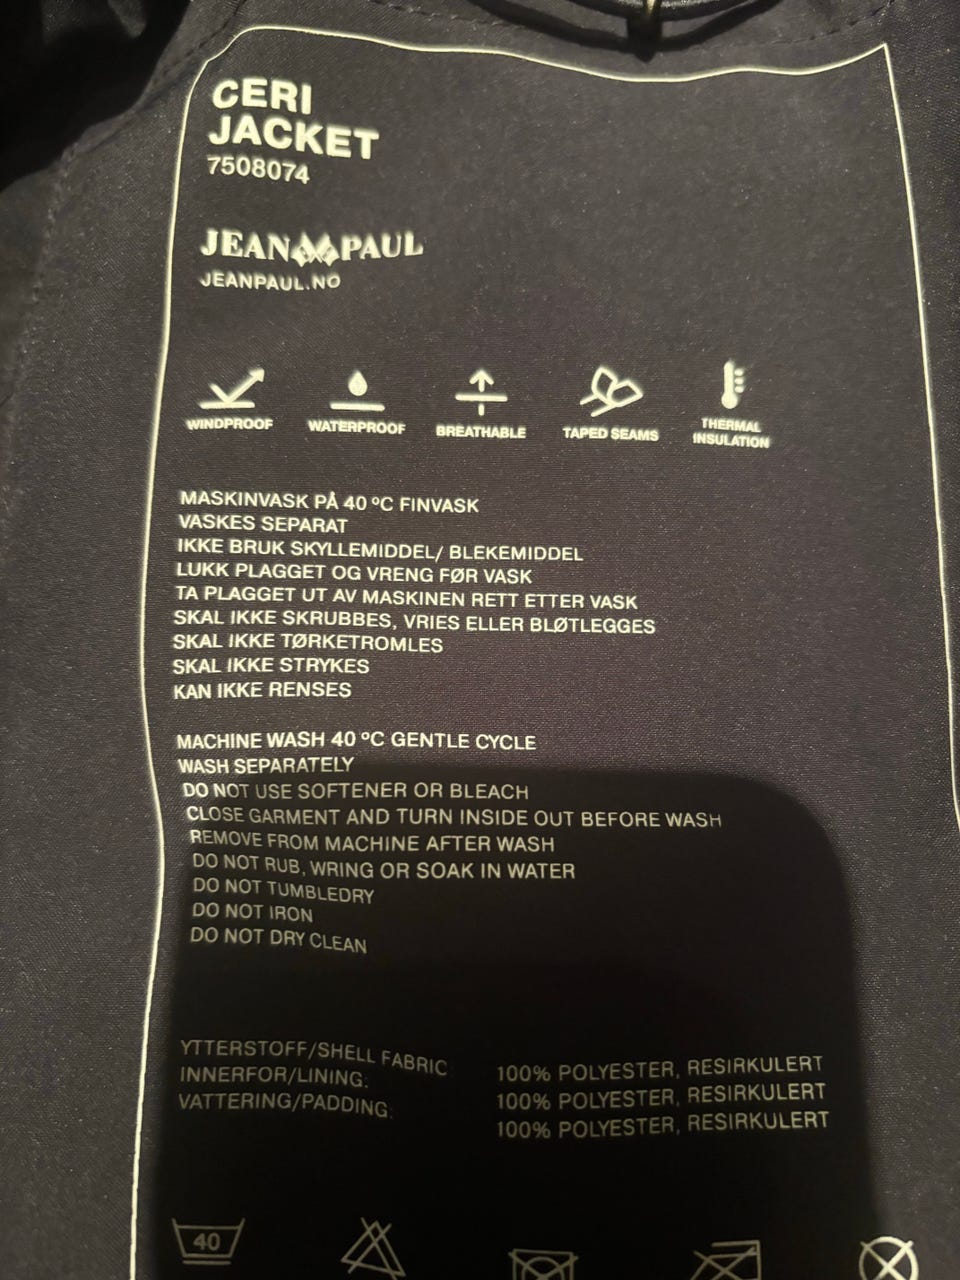 CERI
JACKET
7508074
JEAN PAUL
JEANPAUL.NO
WINDPROOF WATERPROOF BREATHABLE TAPED SEAMS THERMAL INSULATION
MASKINVASK PÅ 40 ºC FINVASK
VASKES SEPARAT
IKKE BRUK SKYLLEMIDDEL/ BLEKEMIDDEL
LUKK PLAGGET OG VRENG FØR VASK
TA PLAGGET UT AV MASKINEN RETT ETTER VASK
SKAL IKKE SKRUBBES, VRIES ELLER BLØTLEGGES
SKAL IKKE TØRKETROMLES
SKAL IKKE STRYKES
KAN IKKE RENSES
MACHINE WASH 40 ºC GENTLE CYCLE
WASH SEPARATELY
DO NOT USE SOFTENER OR BLEACH
CLOSE GARMENT AND TURN INSIDE OUT BEFORE WASH
REMOVE FROM MACHINE AFTER WASH
DO NOT RUB, WRING OR SOAK IN WATER
DO NOT TUMBLEDRY
DO NOT IRON
DO NOT DRY CLEAN
YTTERSTOFF/SHELL FABRIC 100% POLYESTER, RESIRKULERT
INNERFOR/LINING: 100% POLYESTER, RESIRKULERT
VATTERING/PADDING: 100% POLYESTER, RESIRKULERT
40